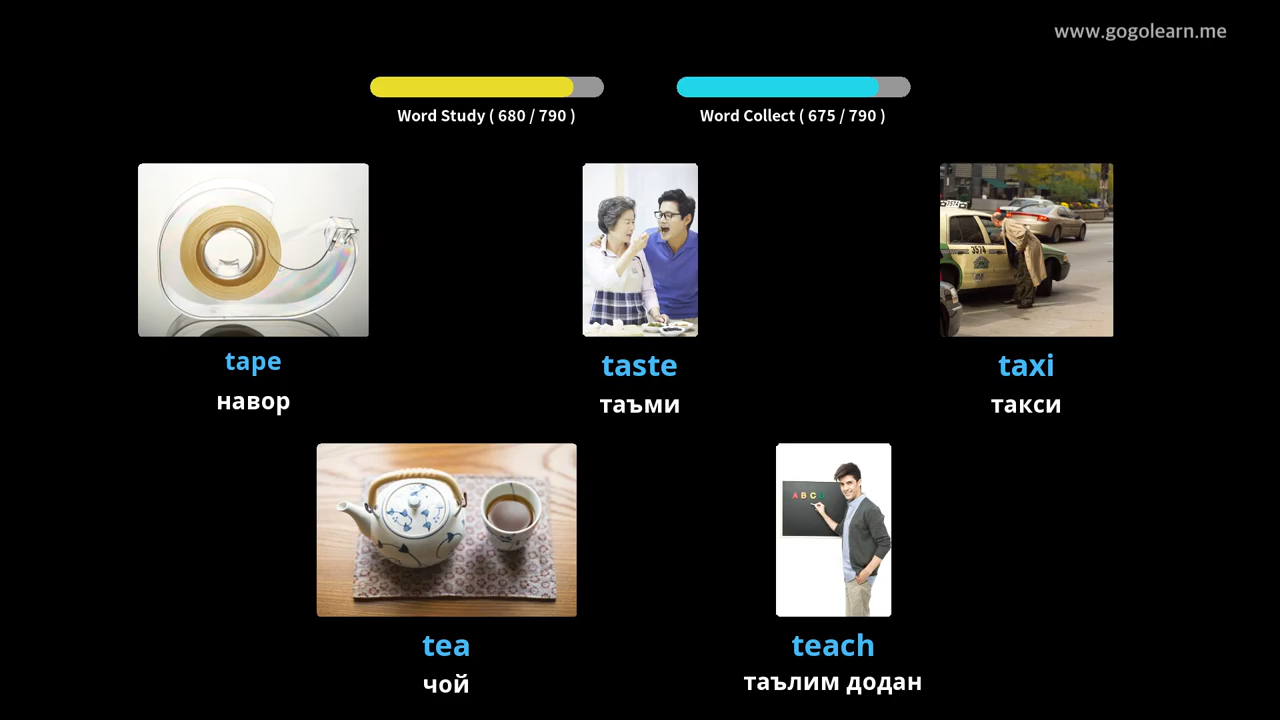 www.gogolearn.me
Word Study ( 680 / 790 )
Word Collect ( 675 / 790 )
3574
A B C
tape
taste
taxi
навор
таъми
такси
tea
teach
чой
таълим додан